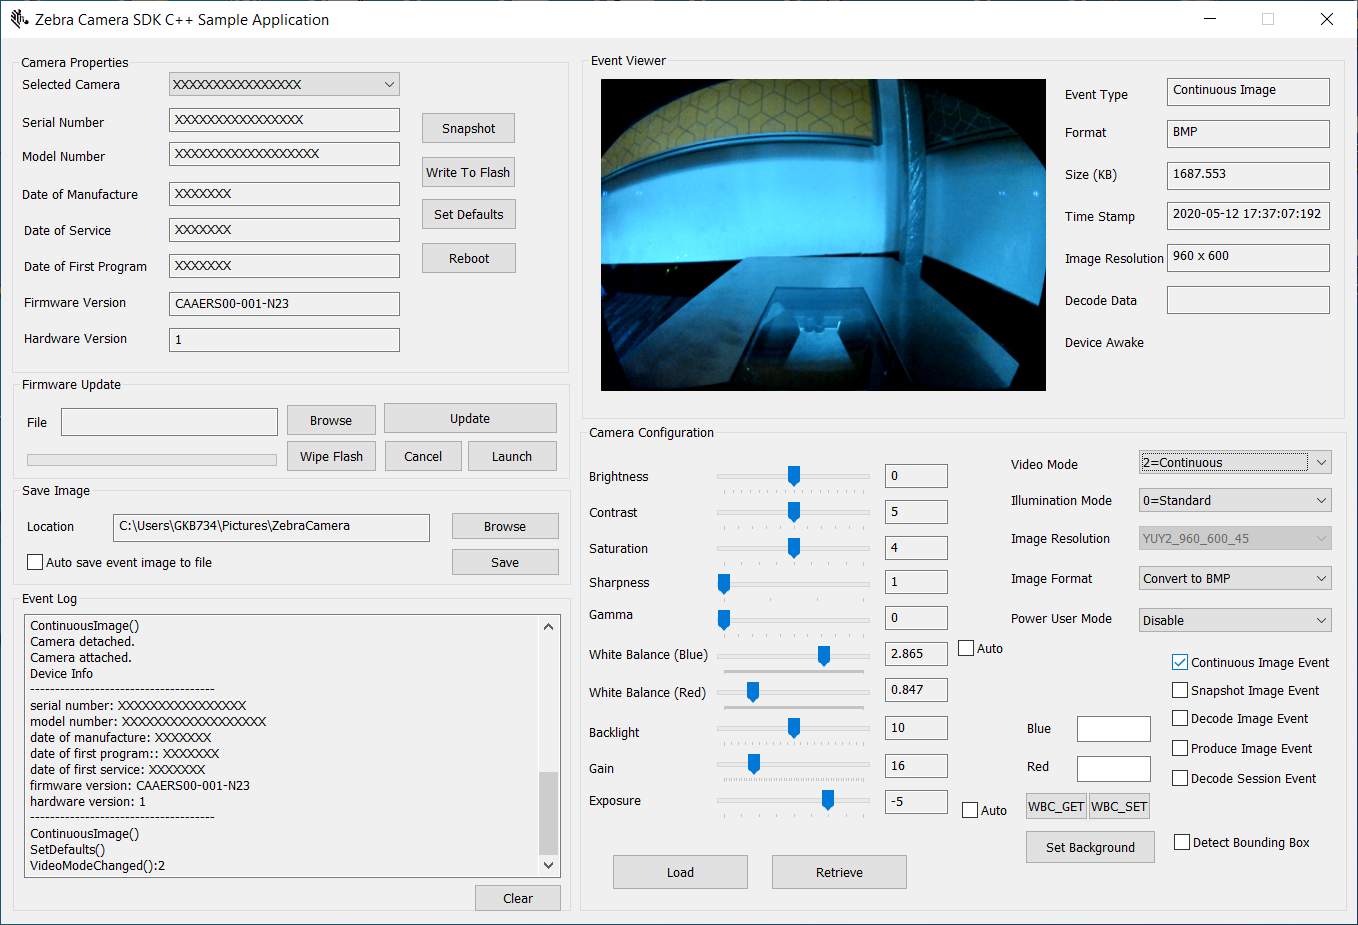 Zebra Camera SDK C++ Sample Application
Camera Properties
Selected Camera XXXXXXXXXXXXXXXX
Serial Number XXXXXXXXXXXXXXXX
Model Number XXXXXXXXXXXXXXXXXX
Date of Manufacture XXXXXXX
Date of Service XXXXXXX
Date of First Program XXXXXXX
Firmware Version CAAERS00-001-N23
Hardware Version 1
Snapshot
Write To Flash
Set Defaults
Reboot
Firmware Update
File Browse Update
Wipe Flash Cancel Launch
Save Image
Location C:\Users\GKB734\Pictures\ZebraCamera Browse
Auto save event image to file Save
Event Log
ContinuousImage()
Camera detached.
Camera attached.
Device Info
-------------------------------------
serial number: XXXXXXXXXXXXXXXX
model number: XXXXXXXXXXXXXXXXXX
date of manufacture: XXXXXXX
date of first program:: XXXXXXX
date of first service: XXXXXXX
firmware version: CAAERS00-001-N23
hardware version: 1
-------------------------------------
ContinuousImage()
SetDefaults()
VideoModeChanged():2
Clear
Event Viewer
Event Type Continuous Image
Format BMP
Size (KB) 1687.553
Time Stamp 2020-05-12 17:37:07:192
Image Resolution 960 x 600
Decode Data
Device Awake
Camera Configuration
Brightness 0
Contrast 5
Saturation 4
Sharpness 1
Gamma 0
White Balance (Blue) 2.865 Auto
White Balance (Red) 0.847
Backlight 10
Gain 16
Exposure -5 Auto
Load Retrieve
Video Mode 2=Continuous
Illumination Mode 0=Standard
Image Resolution YUY2_960_600_45
Image Format Convert to BMP
Power User Mode Disable
Continuous Image Event
Snapshot Image Event
Decode Image Event
Produce Image Event
Decode Session Event
Blue
Red
WBC_GET WBC_SET
Set Background
Detect Bounding Box